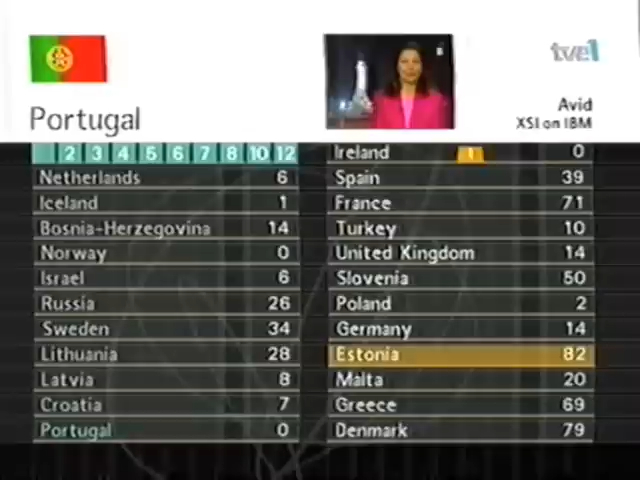 tve1
Portugal
Avid
XSI on IBM
2 3 4 5 6 7 8 10 12
Netherlands 6
Iceland 1
Bosnia-Herzegovina 14
Norway 0
Israel 6
Russia 26
Sweden 34
Lithuania 28
Latvia 8
Croatia 7
Portugal 0
Ireland 1 0
Spain 39
France 71
Turkey 10
United Kingdom 14
Slovenia 50
Poland 2
Germany 14
Estonia 82
Malta 20
Greece 69
Denmark 79